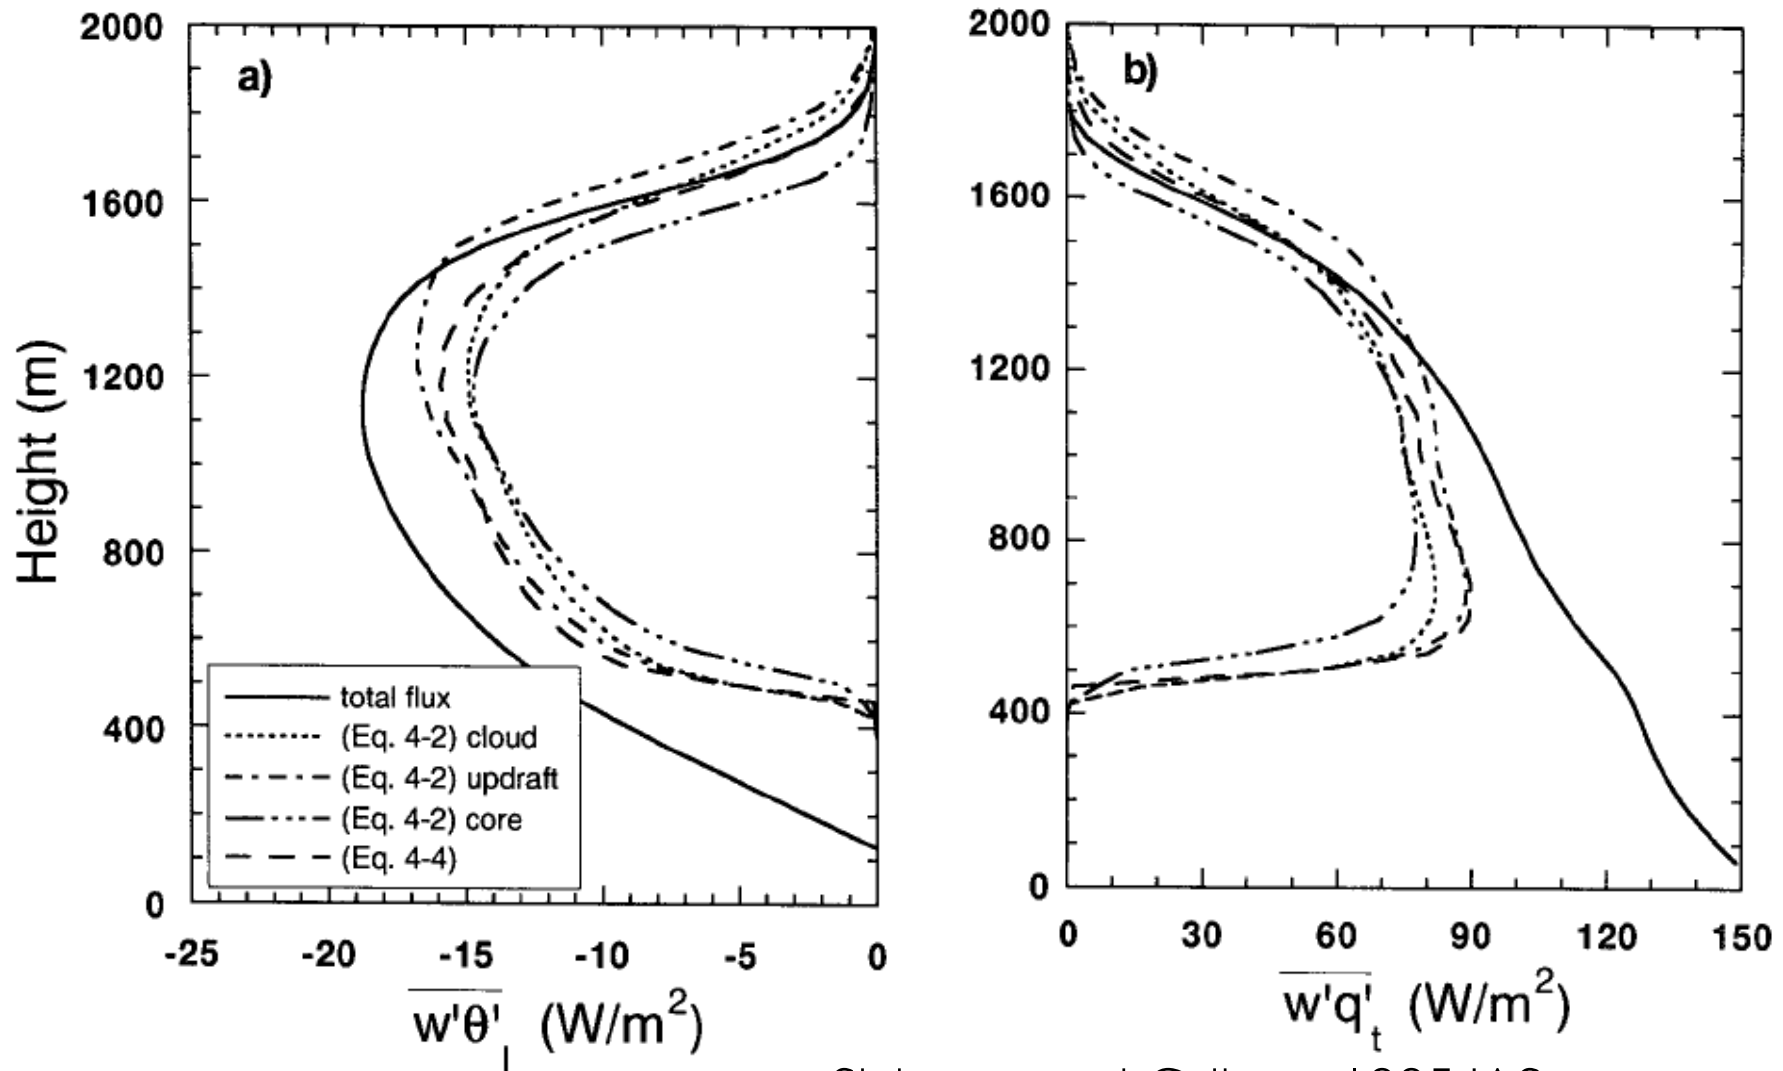 a)
2000
1600
1200
800
400
0
Height (m)
total flux
(Eq. 4-2) cloud
(Eq. 4-2) updraft
(Eq. 4-2) core
(Eq. 4-4)
-25 -20 -15 -10 -5 0
w'θ'l (W/m2)
b)
2000
1600
1200
800
400
0
0 30 60 90 120 150
w'q't (W/m2)